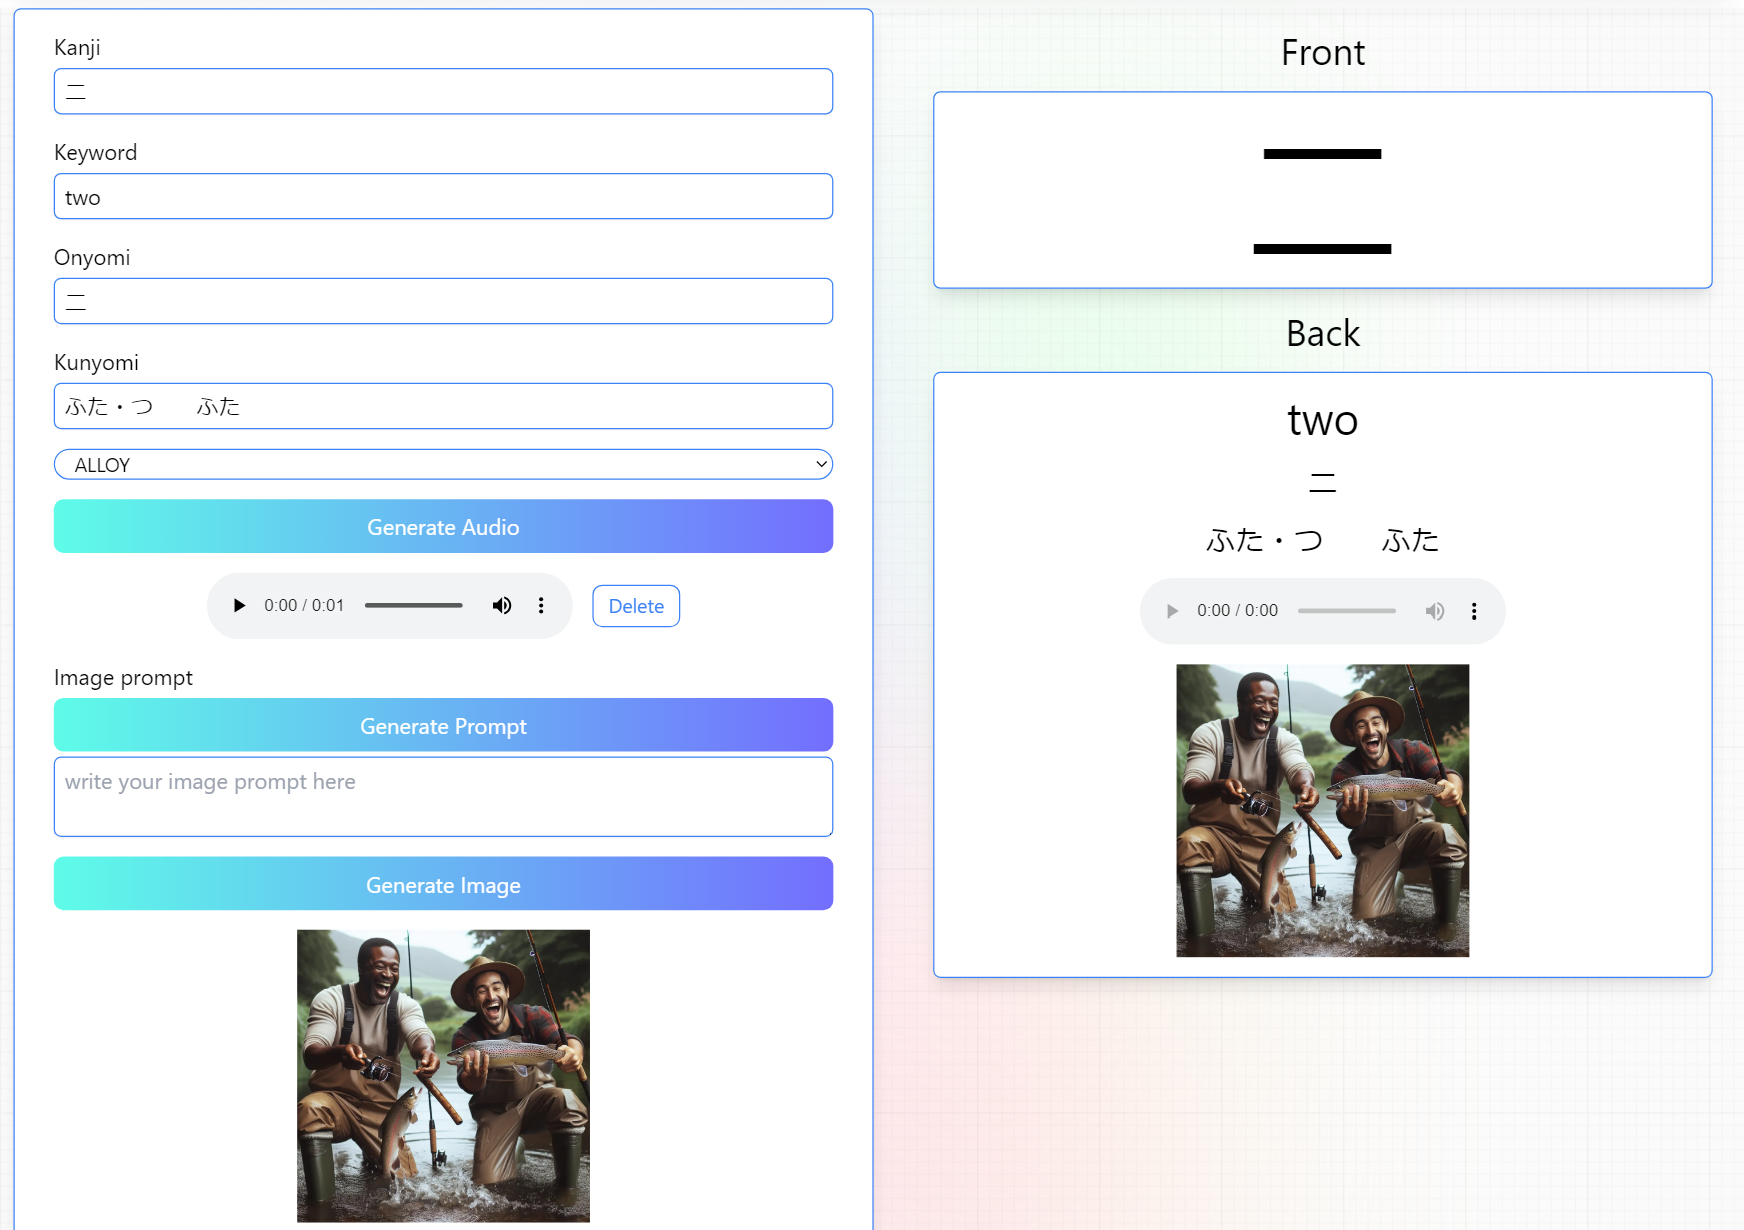 Kanji
二
Keyword
two
Onyomi
ニ
Kunyomi
ふた・つ　　ふた
ALLOY
Generate Audio
0:00 / 0:01
Delete
Image prompt
Generate Prompt
write your image prompt here
Generate Image
Front
二
Back
two
ニ
ふた・つ　　ふた
0:00 / 0:00